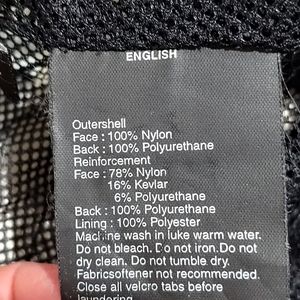 ENGLISH
Outershell
Face : 100% Nylon
Back : 100% Polyurethane
Reinforcement
Face : 78% Nylon
16% Kevlar
6% Polyurethane
Back : 100% Polyurethane
Lining : 100% Polyester
Machine wash in luke warm water.
Do not bleach. Do not iron.Do not
dry clean. Do not tumble dry.
Fabricsoftener not recommended.
Close all velcro tabs before
laundering.